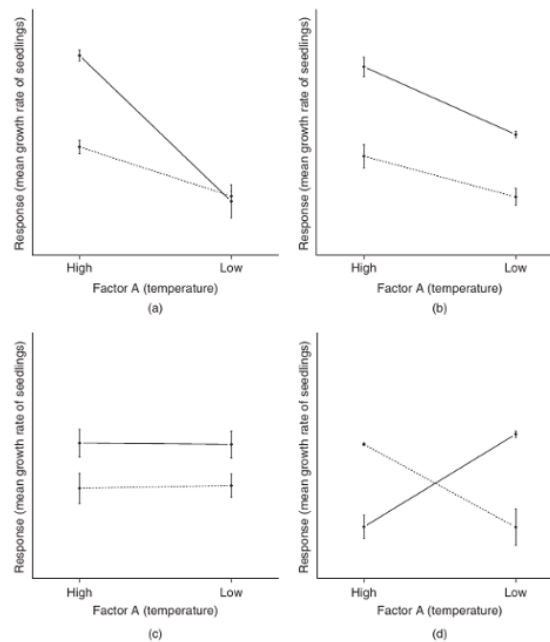 Response (mean growth rate of seedlings)
High
Low
Factor A (temperature)
(a)
Response (mean growth rate of seedlings)
High
Low
Factor A (temperature)
(b)
Response (mean growth rate of seedlings)
High
Low
Factor A (temperature)
(c)
Response (mean growth rate of seedlings)
High
Low
Factor A (temperature)
(d)